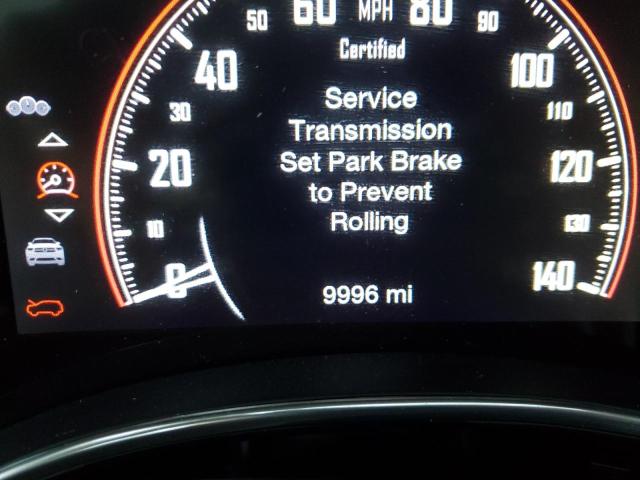 50 60 MPH 80 90
Certified
40 100
Service
30 110
Transmission
20 Set Park Brake 120
to Prevent
10 Rolling 130
0 9996 mi 140